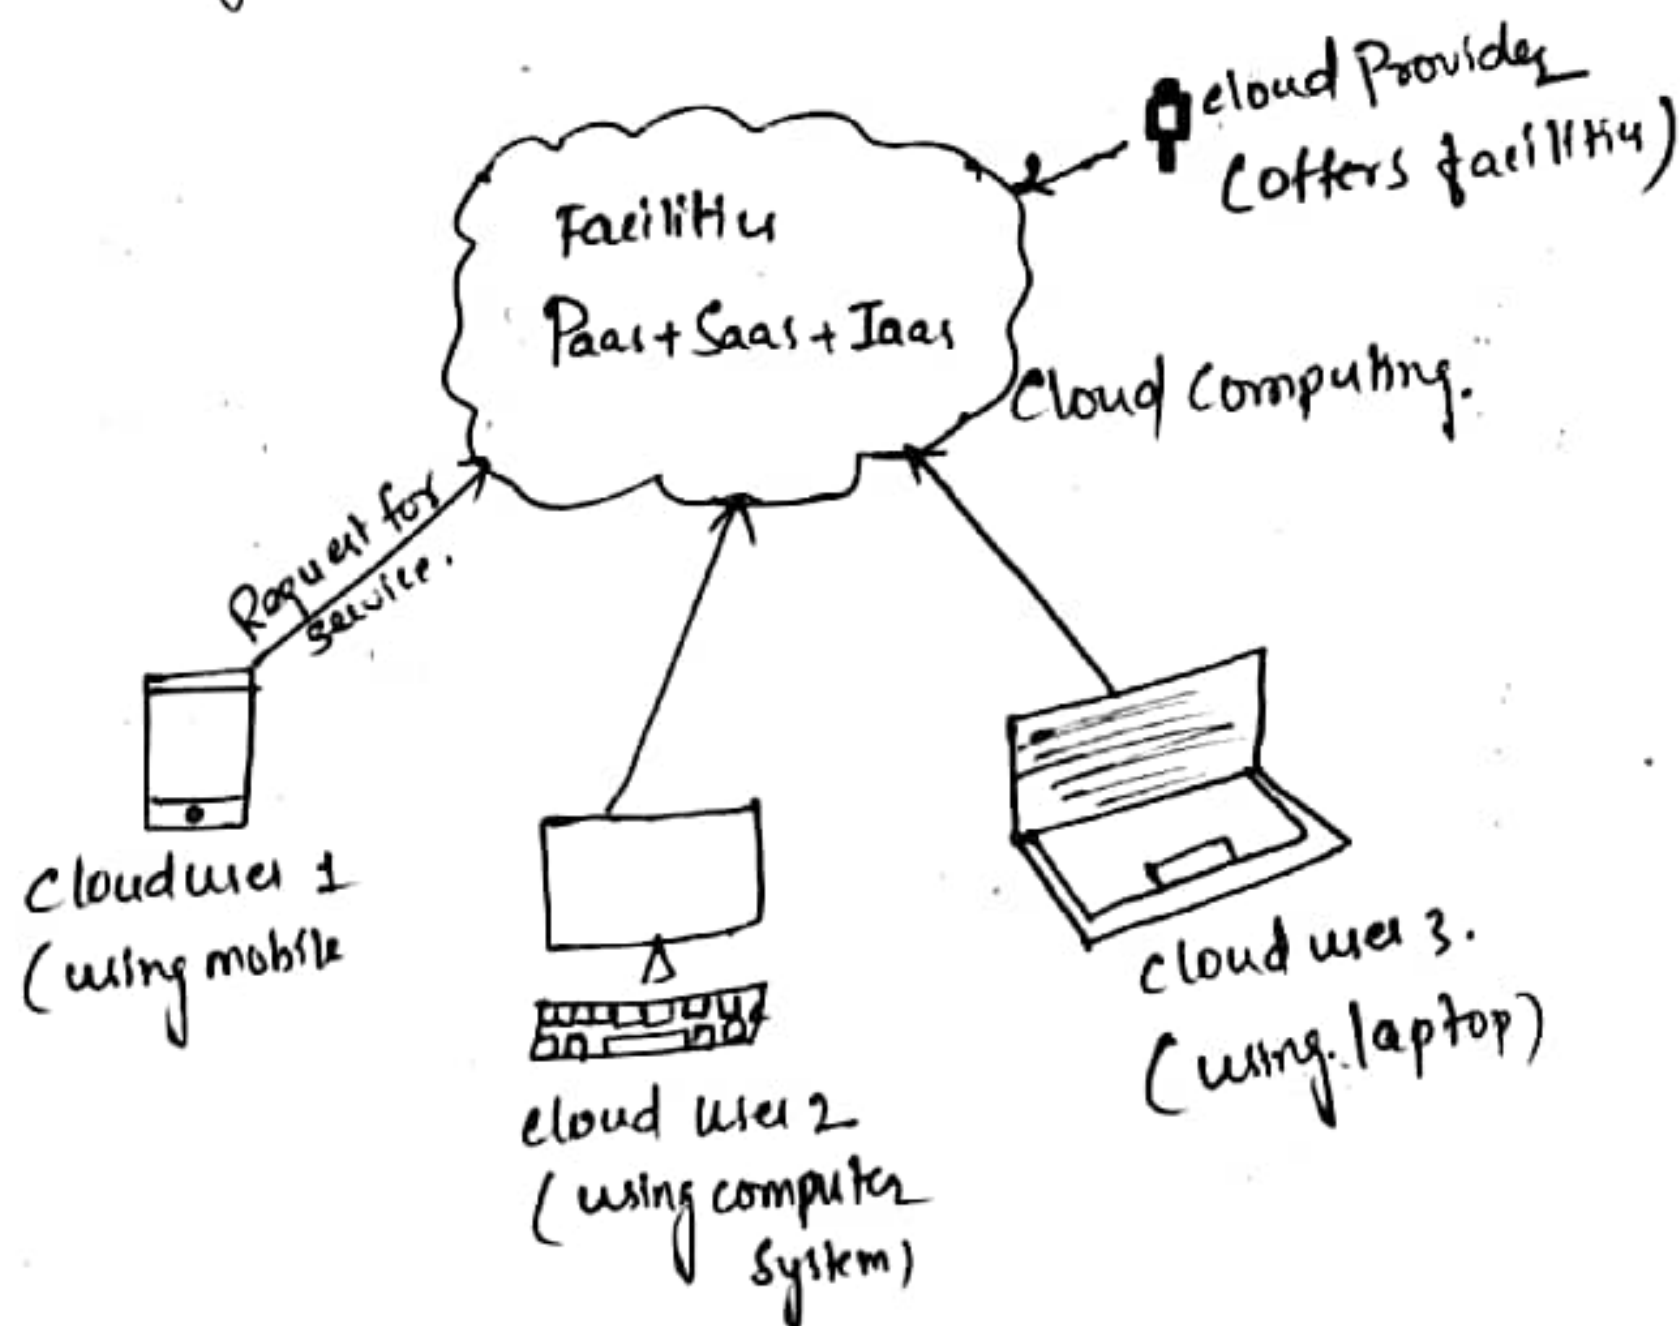 cloud Provider
(offers facilities)
Facilities
Paas + Saas + Iaas
Cloud Computing.
Request for
service.
Cloud user 1
(using mobile
cloud user 2
(using computer
system)
cloud user 3.
(using laptop)